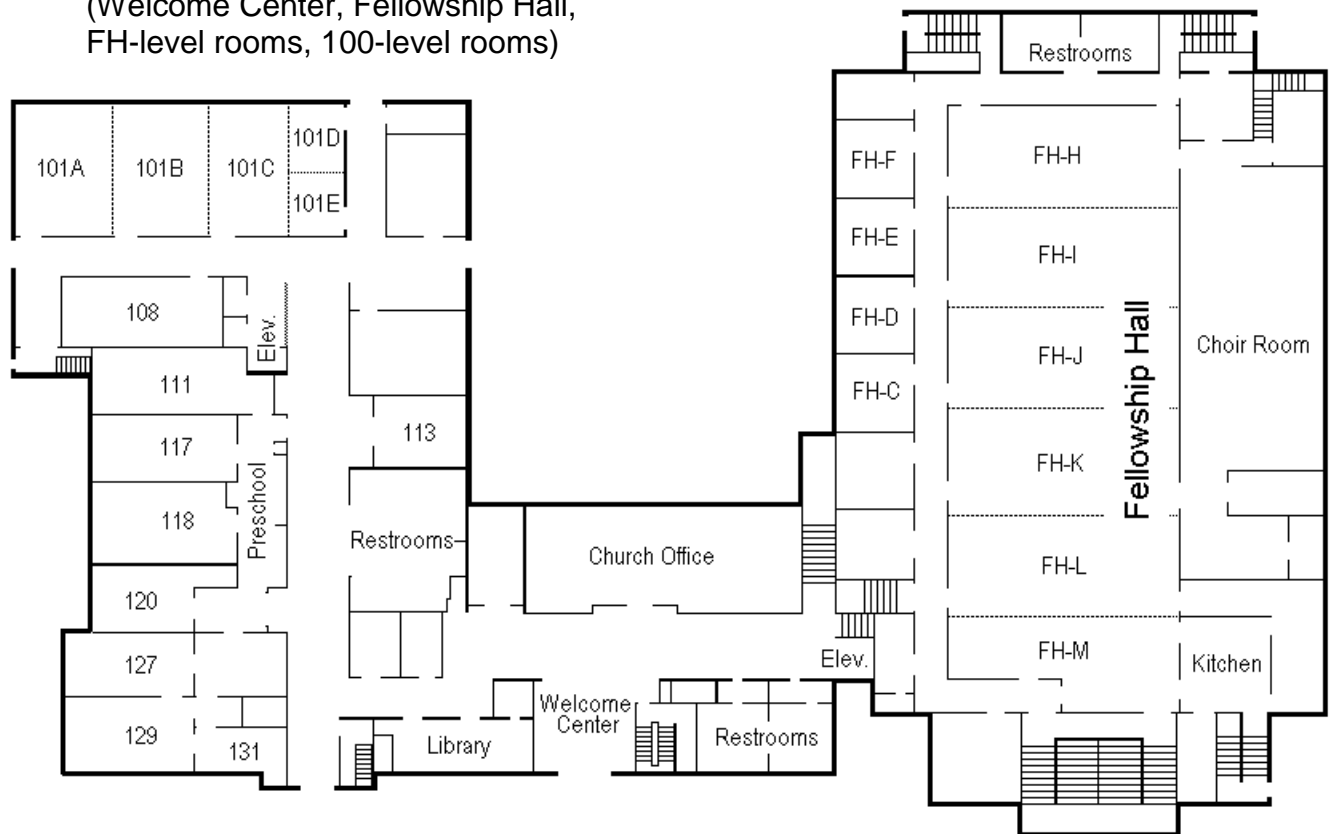 (Welcome Center, Fellowship Hall,
FH-level rooms, 100-level rooms)
Restrooms
101A
101B
101C
101D
101E
FH-F
FH-H
FH-E
FH-I
108
Elev.
FH-D
Fellowship Hall
Choir Room
FH-J
111
FH-C
113
117
FH-K
Preschool
118
Restrooms
Church Office
FH-L
120
127
Elev.
FH-M
Kitchen
Welcome
Center
129
131
Library
Restrooms